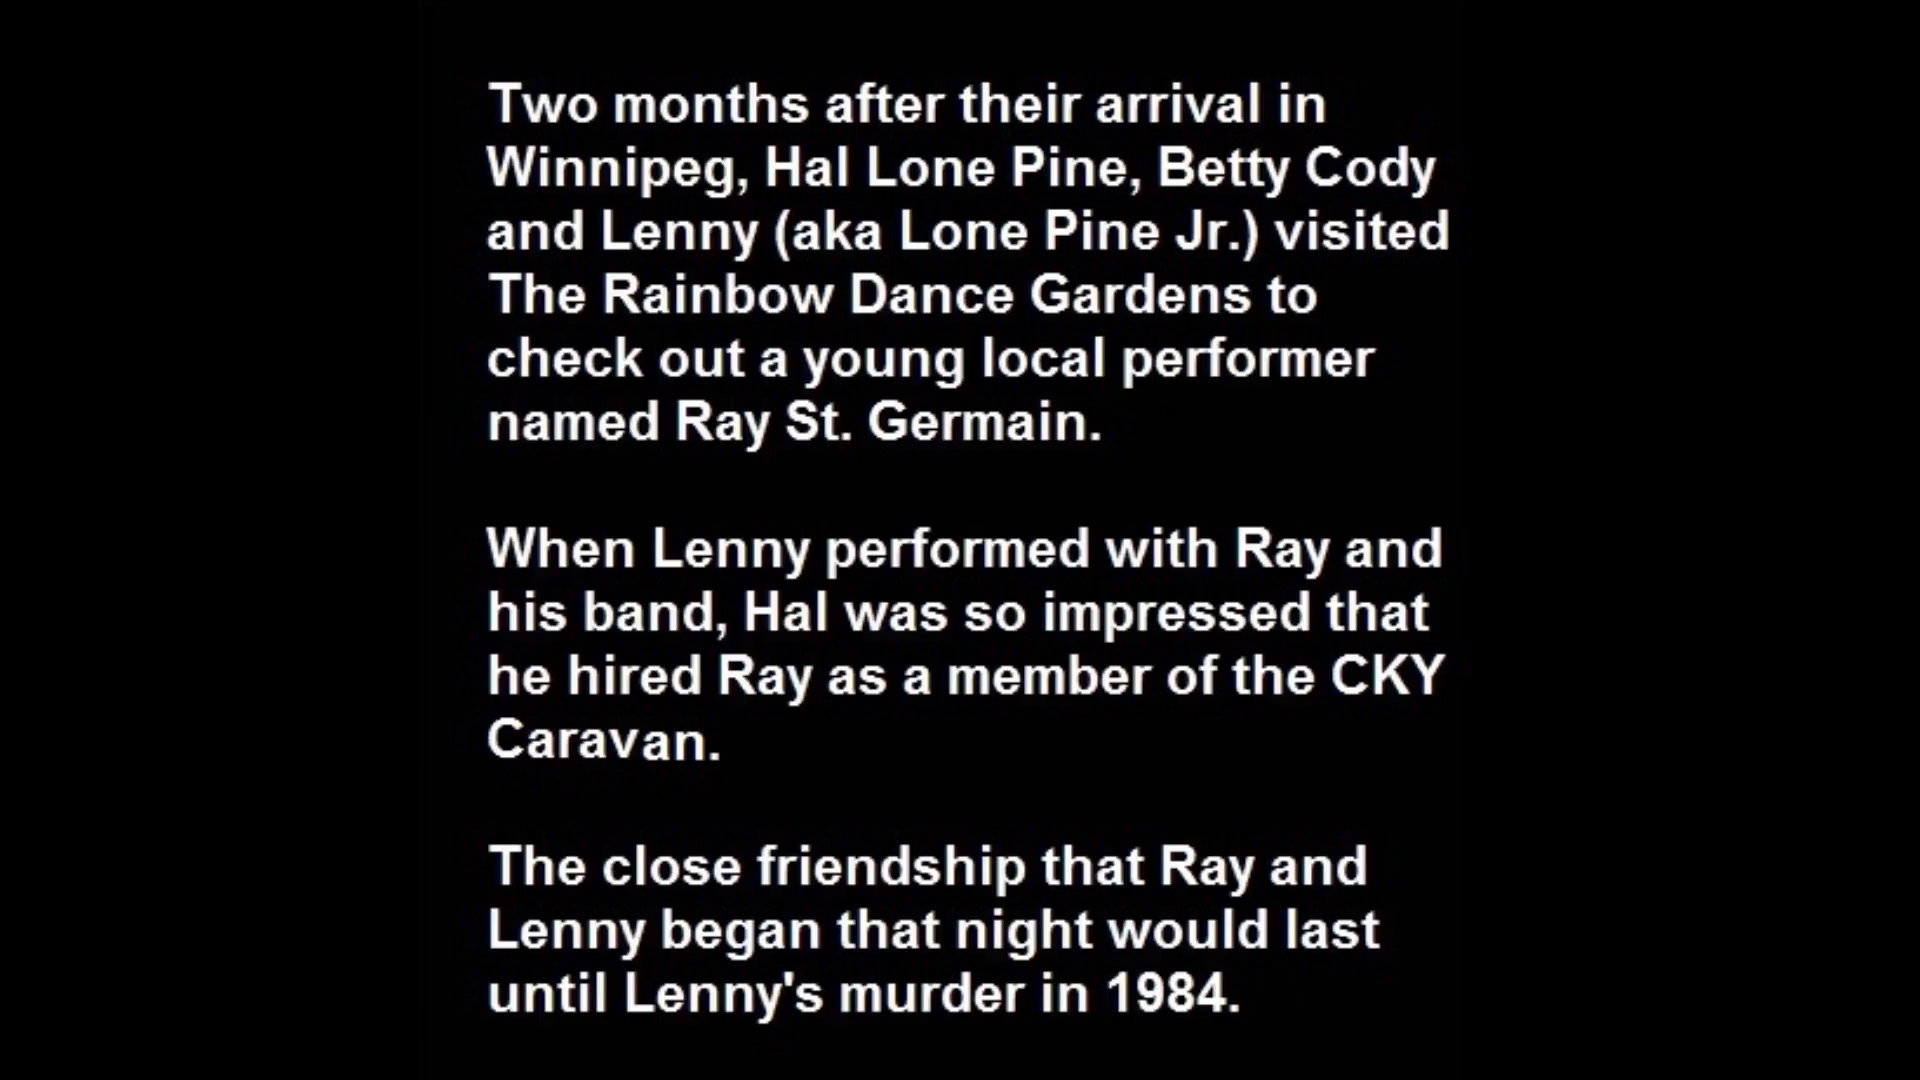 Two months after their arrival in
Winnipeg, Hal Lone Pine, Betty Cody
and Lenny (aka Lone Pine Jr.) visited
The Rainbow Dance Gardens to
check out a young local performer
named Ray St. Germain.
When Lenny performed with Ray and
his band, Hal was so impressed that
he hired Ray as a member of the CKY
Caravan.
The close friendship that Ray and
Lenny began that night would last
until Lenny's murder in 1984.